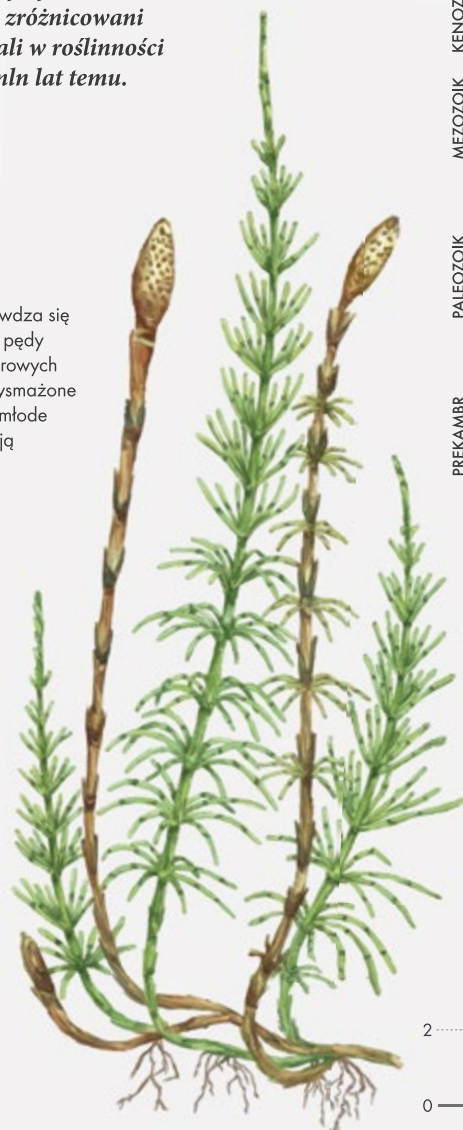 zróżnicowani
ali w roślinności
nln lat temu.
wdza się
pędy
rowych
ysmażone
młode
ją
KENOZ
MEZOZOIK
PALEOZOIK
PREKAMBR
2
0